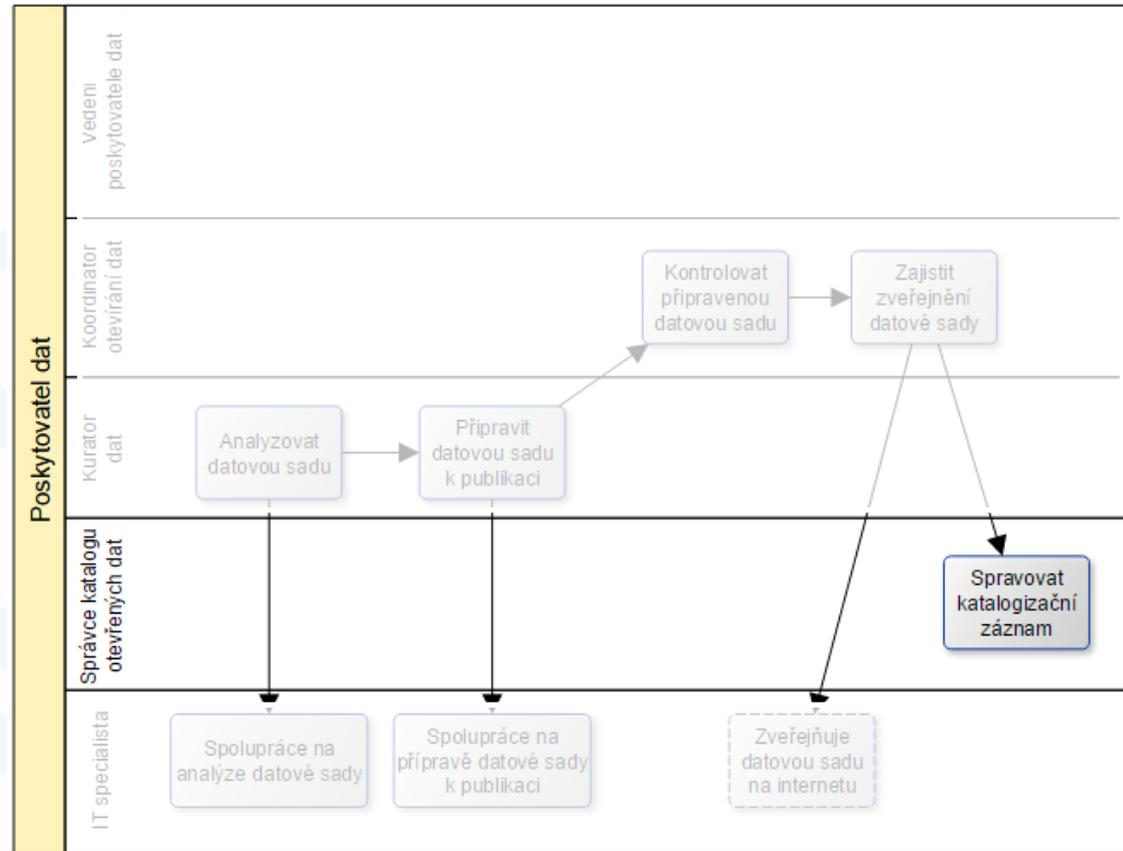 Poskytovatel dat
Vedení
poskytovatele dat
Koordinátor
otevírání dat
Kontrolovat
připravenou
datovou sadu
Zajistit
zveřejnění
datové sady
Kurátor
dat
Analyzovat
datovou sadu
Připravit
datovou sadu
k publikaci
Správce katalogu
otevřených dat
Spravovat
katalogizační
záznam
IT specialista
Spolupráce na
analýze datové sady
Spolupráce na
přípravě datové sady
k publikaci
Zveřejňuje
datovou sadu
na internetu